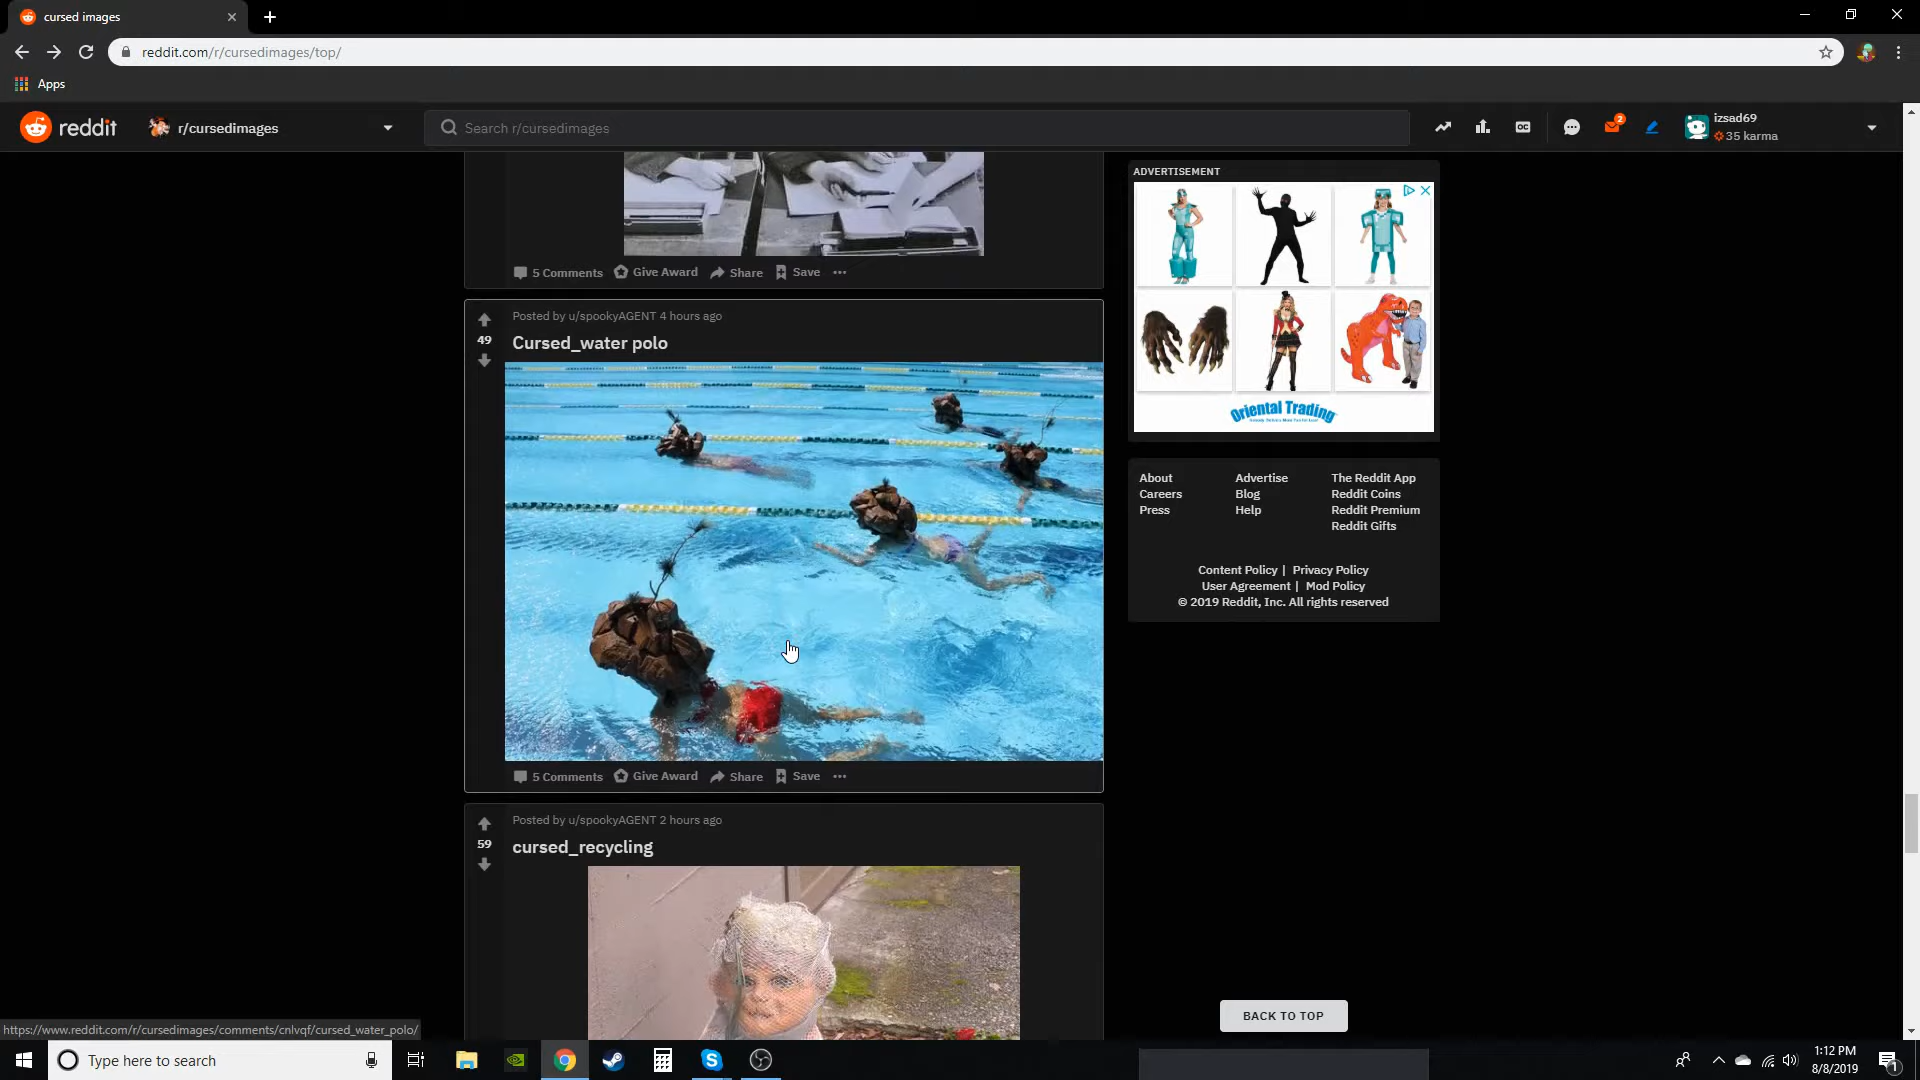 cursed images
reddit.com/r/cursedimages/top/
Apps
reddit
r/cursedimages
Search r/cursedimages
2
izsad69
35 karma
5 Comments
Give Award
Share
Save
49
Posted by u/spookyAGENT 4 hours ago
Cursed_water polo
5 Comments
Give Award
Share
Save
59
Posted by u/spookyAGENT 2 hours ago
cursed_recycling
ADVERTISEMENT
Oriental Trading
About
Advertise
The Reddit App
Careers
Blog
Reddit Coins
Press
Help
Reddit Premium
Reddit Gifts
Content Policy | Privacy Policy
User Agreement | Mod Policy
© 2019 Reddit, Inc. All rights reserved
BACK TO TOP
https://www.reddit.com/r/cursedimages/comments/cnlvqf/cursed_water_polo/
Type here to search
1:12 PM
8/8/2019
1